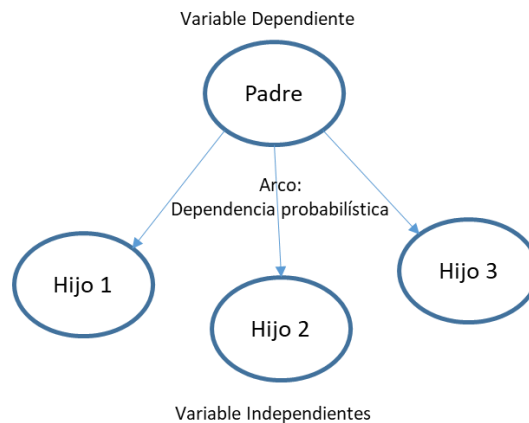 Variable Dependiente
Padre
Arco:
Dependencia probabilística
Hijo 1
Hijo 2
Hijo 3
Variable Independientes